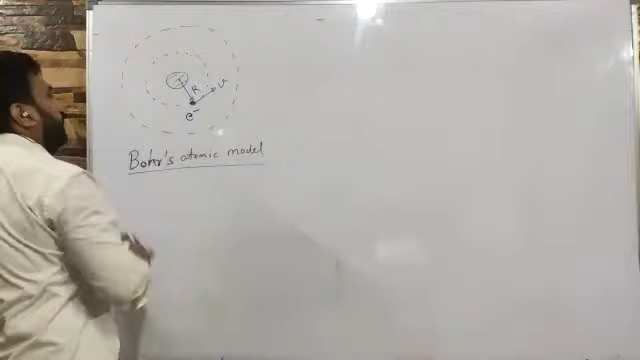 R
v
e⁻
Bohr's atomic model